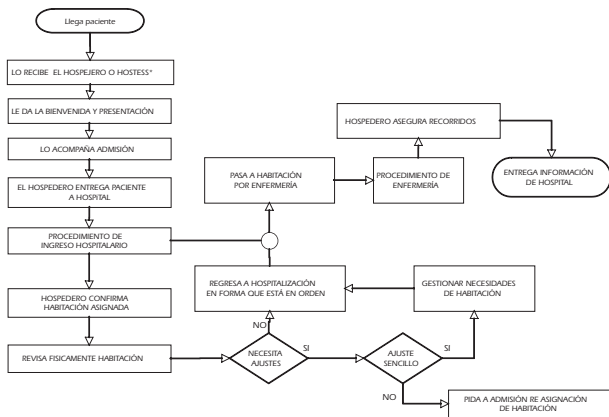 Llega paciente
LO RECIBE EL HOSPEJERO O HOSTESS*
LE DA LA BIENVENIDA Y PRESENTACIÓN
LO ACOMPAÑA ADMISIÓN
EL HOSPEDERO ENTREGA PACIENTE
A HOSPITAL
PROCEDIMIENTO DE
INGRESO HOSPITALARIO
HOSPEDERO CONFIRMA
HABITACIÓN ASIGNADA
REVISA FISICAMENTE HABITACIÓN
NECESITA
AJUSTES
NO
SI
REGRESA A HOSPITALIZACIÓN
EN FORMA QUE ESTÁ EN ORDEN
AJUSTE
SENCILLO
SI
NO
GESTIONAR NECESIDADES
DE HABITACIÓN
PIDA A ADMISIÓN RE ASIGNACIÓN
DE HABITACIÓN
PASA A HABITACIÓN
POR ENFERMERÍA
PROCEDIMIENTO DE
ENFERMERÍA
HOSPEDERO ASEGURA RECORRIDOS
ENTREGA INFORMACIÓN
DE HOSPITAL